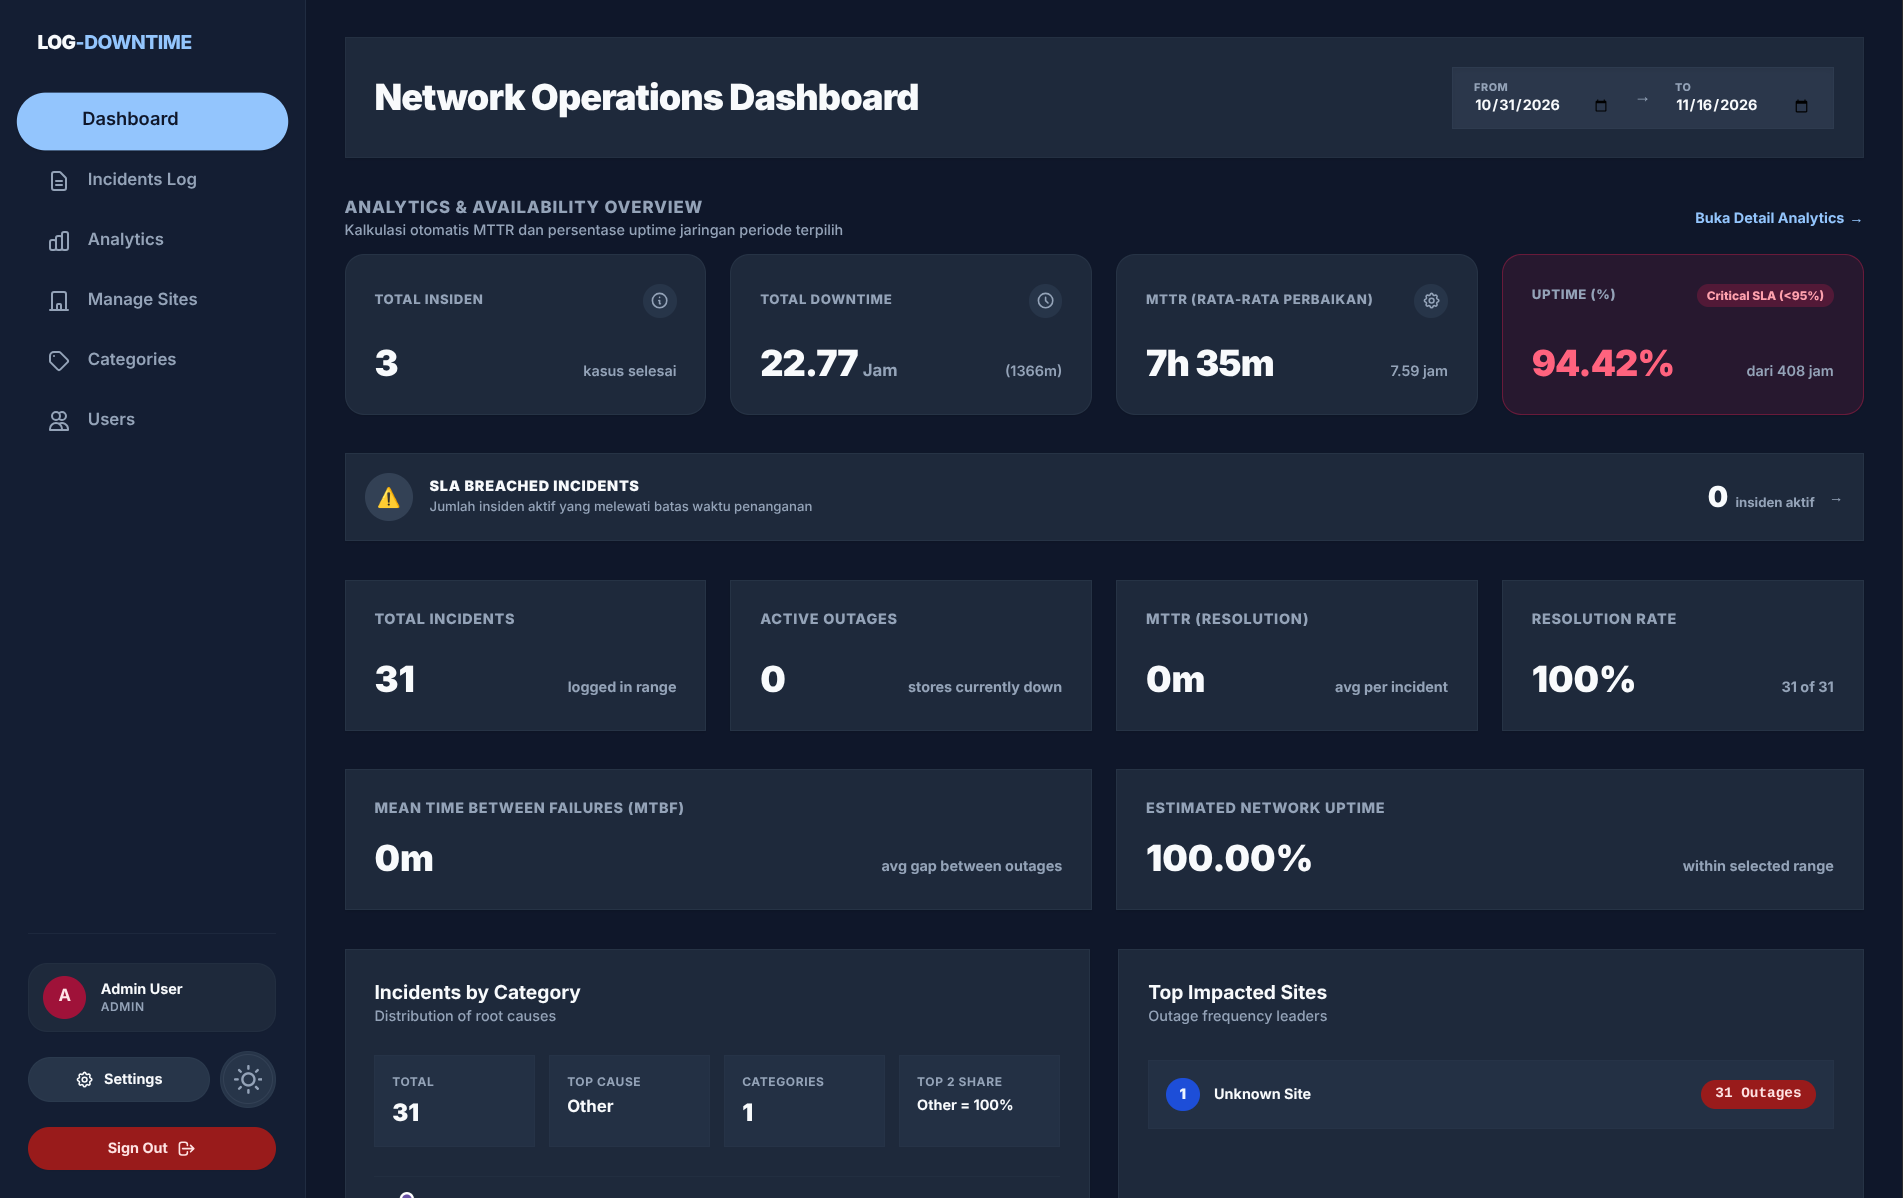 LOG-DOWNTIME
Dashboard
Incidents Log
Analytics
Manage Sites
Categories
Users
A
Admin User
ADMIN
Settings
Sign Out
Network Operations Dashboard
FROM
10/31/2026
→
TO
11/16/2026
ANALYTICS & AVAILABILITY OVERVIEW
Kalkulasi otomatis MTTR dan persentase uptime jaringan periode terpilih
Buka Detail Analytics →
TOTAL INSIDEN
3
kasus selesai
TOTAL DOWNTIME
22.77 Jam
(1366m)
MTTR (RATA-RATA PERBAIKAN)
7h 35m
7.59 jam
UPTIME (%)
Critical SLA (<95%)
94.42%
dari 408 jam
SLA BREACHED INCIDENTS
Jumlah insiden aktif yang melewati batas waktu penanganan
0 insiden aktif →
TOTAL INCIDENTS
31
logged in range
ACTIVE OUTAGES
0
stores currently down
MTTR (RESOLUTION)
0m
avg per incident
RESOLUTION RATE
100%
31 of 31
MEAN TIME BETWEEN FAILURES (MTBF)
0m
avg gap between outages
ESTIMATED NETWORK UPTIME
100.00%
within selected range
Incidents by Category
Distribution of root causes
TOTAL
31
TOP CAUSE
Other
CATEGORIES
1
TOP 2 SHARE
Other = 100%
Top Impacted Sites
Outage frequency leaders
1
Unknown Site
31 Outages